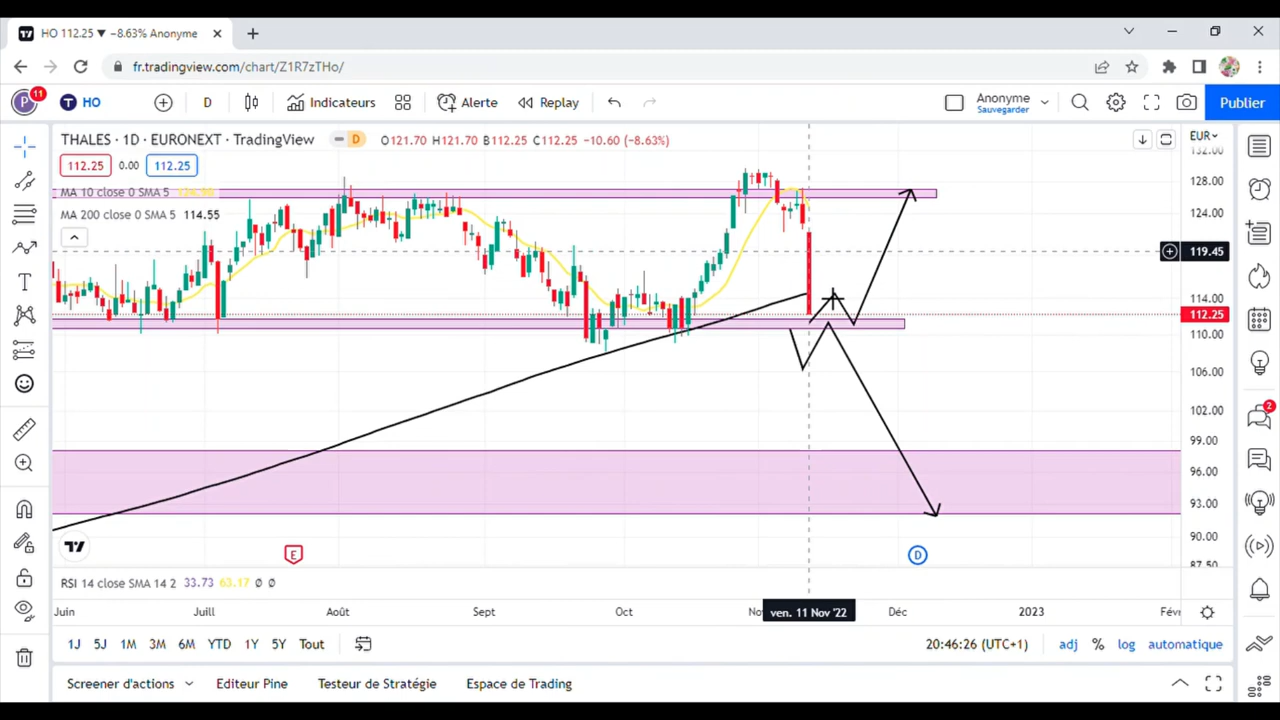 HO 112.25 ▼ −8.63% Anonyme
fr.tradingview.com/chart/Z1R7zTHo/
P 11 T HO D Indicateurs Alerte Replay Anonyme Sauvegarder Publier
THALES · 1D · EURONEXT · TradingView D O121.70 H121.70 B112.25 C112.25 −10.60 (−8.63%) EUR
112.25 0.00 112.25
MA 10 close 0 SMA 5
MA 200 close 0 SMA 5 114.55
132.00
128.00
124.00
119.45
114.00
112.25
110.00
106.00
102.00
99.00
96.00
93.00
90.00
87.50
2
E D
RSI 14 close SMA 14 2 33.73 63.17 Ø Ø
Juin Juill Août Sept Oct ven. 11 Nov '22 Déc 2023
1J 5J 1M 3M 6M YTD 1Y 5Y Tout 20:46:26 (UTC+1) adj % log automatique
Screener d'actions Editeur Pine Testeur de Stratégie Espace de Trading